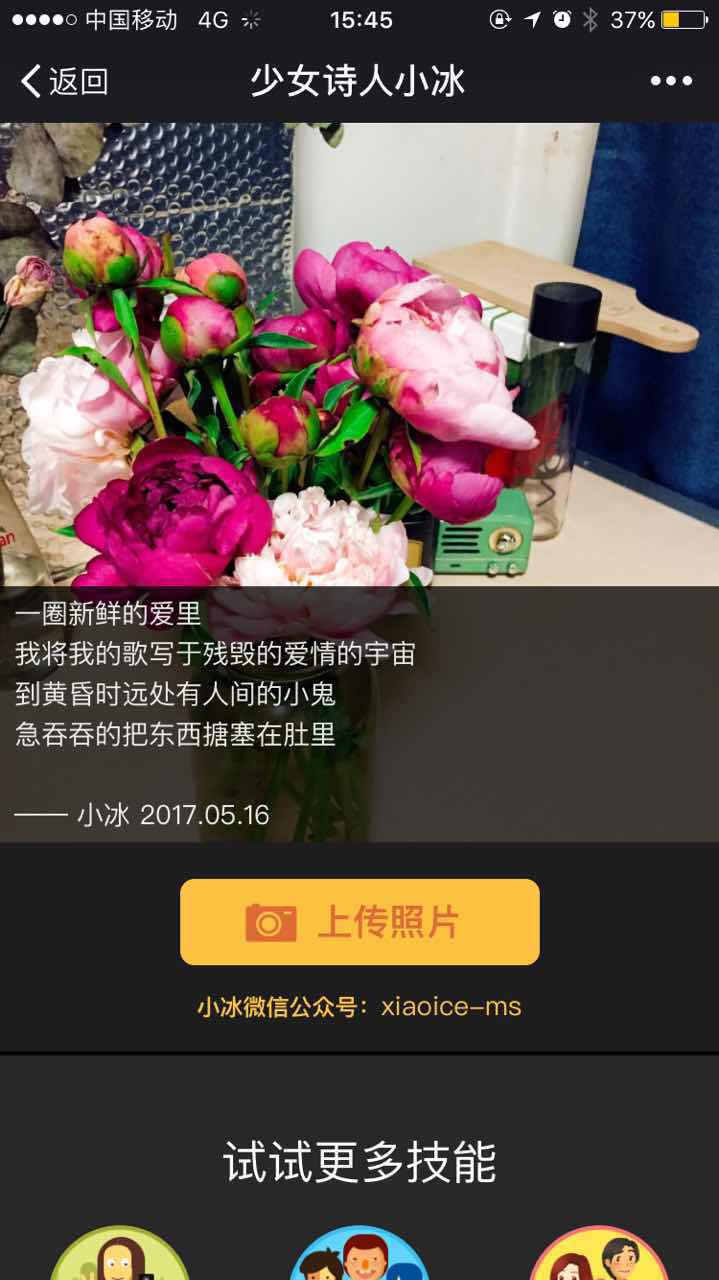 中国移动 4G 15:45 37%
返回 少女诗人小冰
an
一圈新鲜的爱里
我将我的歌写于残毁的爱情的宇宙
到黄昏时远处有人间的小鬼
急吞吞的把东西搪塞在肚里
—— 小冰 2017.05.16
上传照片
小冰微信公众号：xiaoice-ms
试试更多技能